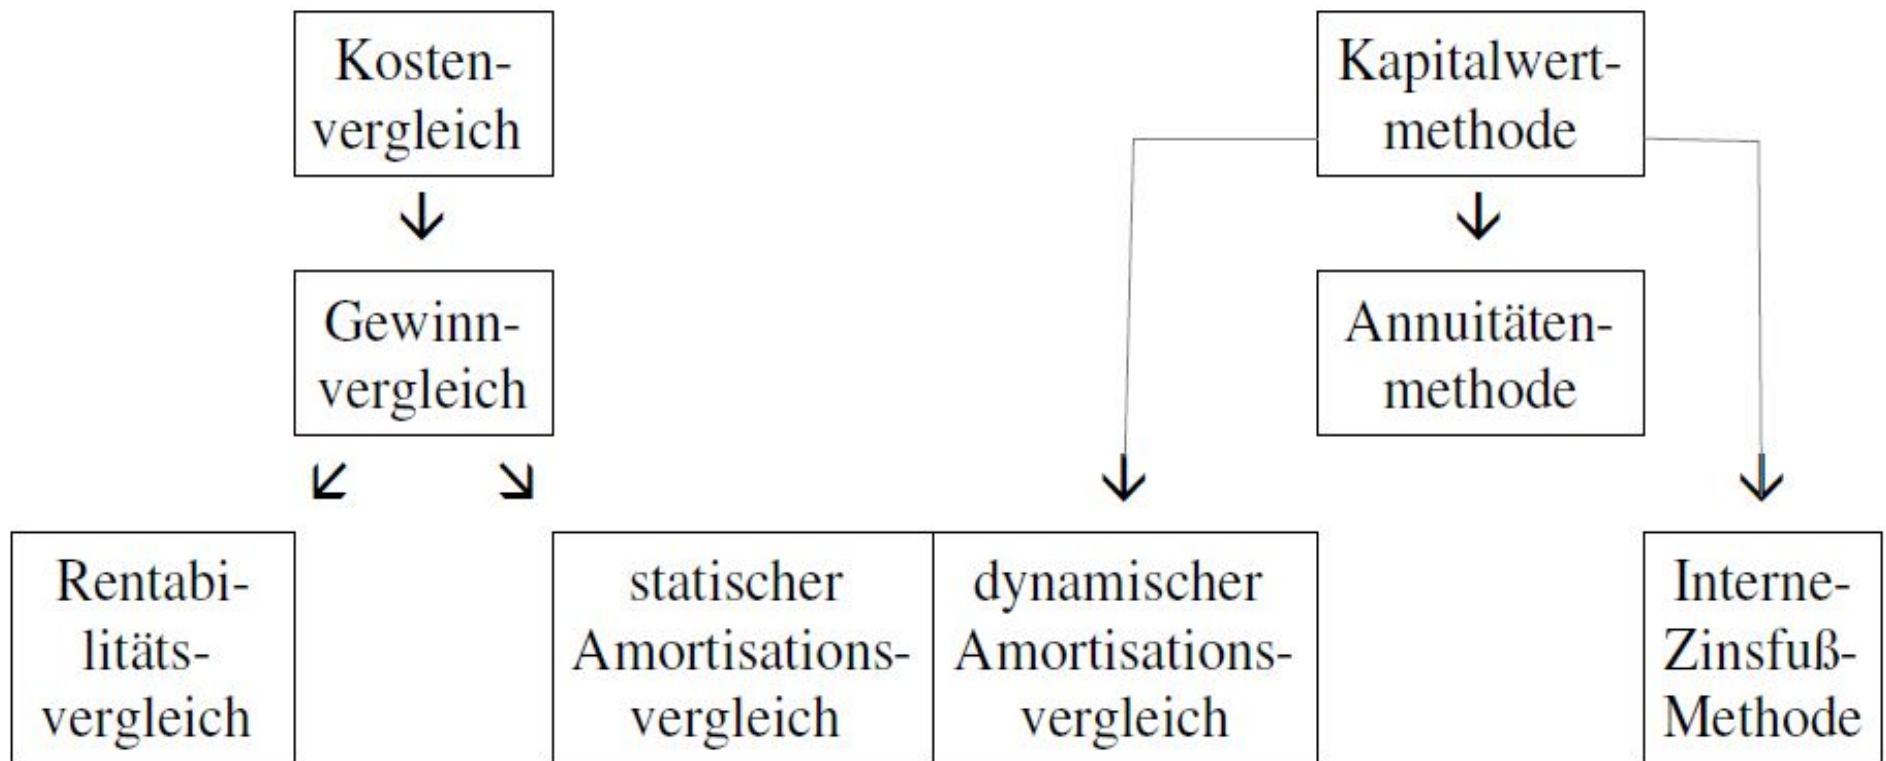 Kosten-
vergleich
Kapitalwert-
methode
Gewinn-
vergleich
Annuitäten-
methode
Rentabi-
litäts-
vergleich
statischer
Amortisations-
vergleich
dynamischer
Amortisations-
vergleich
Interne-
Zinsfuß-
Methode